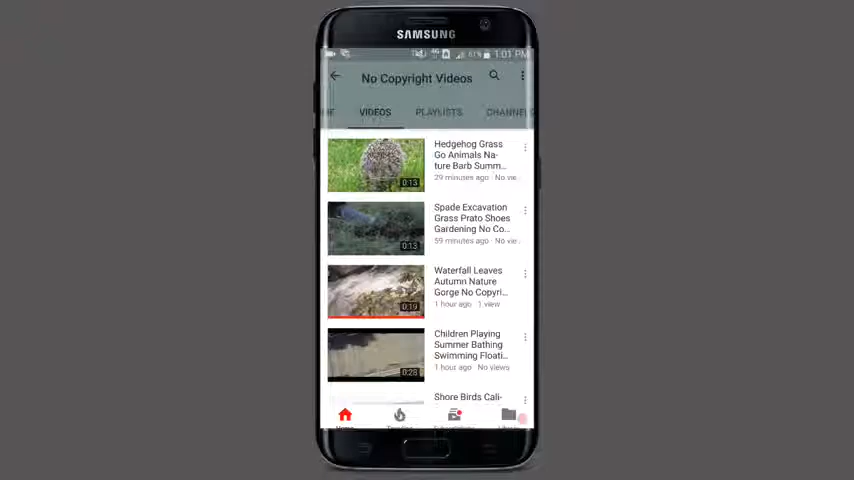 SAMSUNG
61% 1:01 PM
No Copyright Videos
VIDEOS PLAYLISTS CHANNELS
Hedgehog Grass
Go Animals Na-
ture Barb Summ...
29 minutes ago · No vie...
0:13
Spade Excavation
Grass Prato Shoes
Gardening No Co...
59 minutes ago · No vie...
0:13
Waterfall Leaves
Autumn Nature
Gorge No Copyri...
1 hour ago · 1 view
0:19
Children Playing
Summer Bathing
Swimming Floati...
1 hour ago · No views
0:28
Shore Birds Cali-